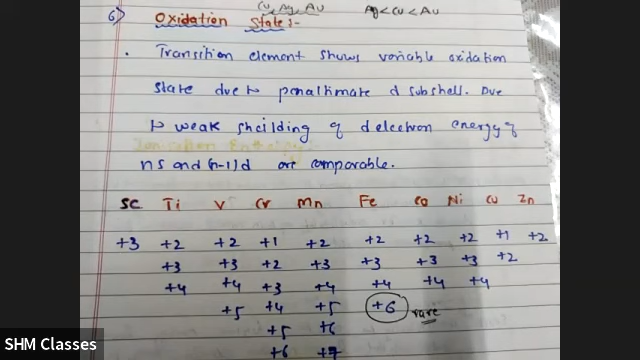 Cu, Ag, Au Ag < Cu < Au
6) Oxidation State :-
. Transition element shows variable oxidation
state due to penaltimate d subshell. Due
to weak sheilding of d electron energy of
ns and (n-1)d are comparable.
Sc Ti V Cr Mn Fe Co Ni Cu Zn
+3 +2 +2 +1 +2 +2 +2 +2 +1 +2
+3 +3 +2 +3 +3 +3 +3 +2
+4 +4 +3 +4 +4 +4 +4
+5 +4 +5 +6 rare
+5 +6
+6 +7
SHM Classes